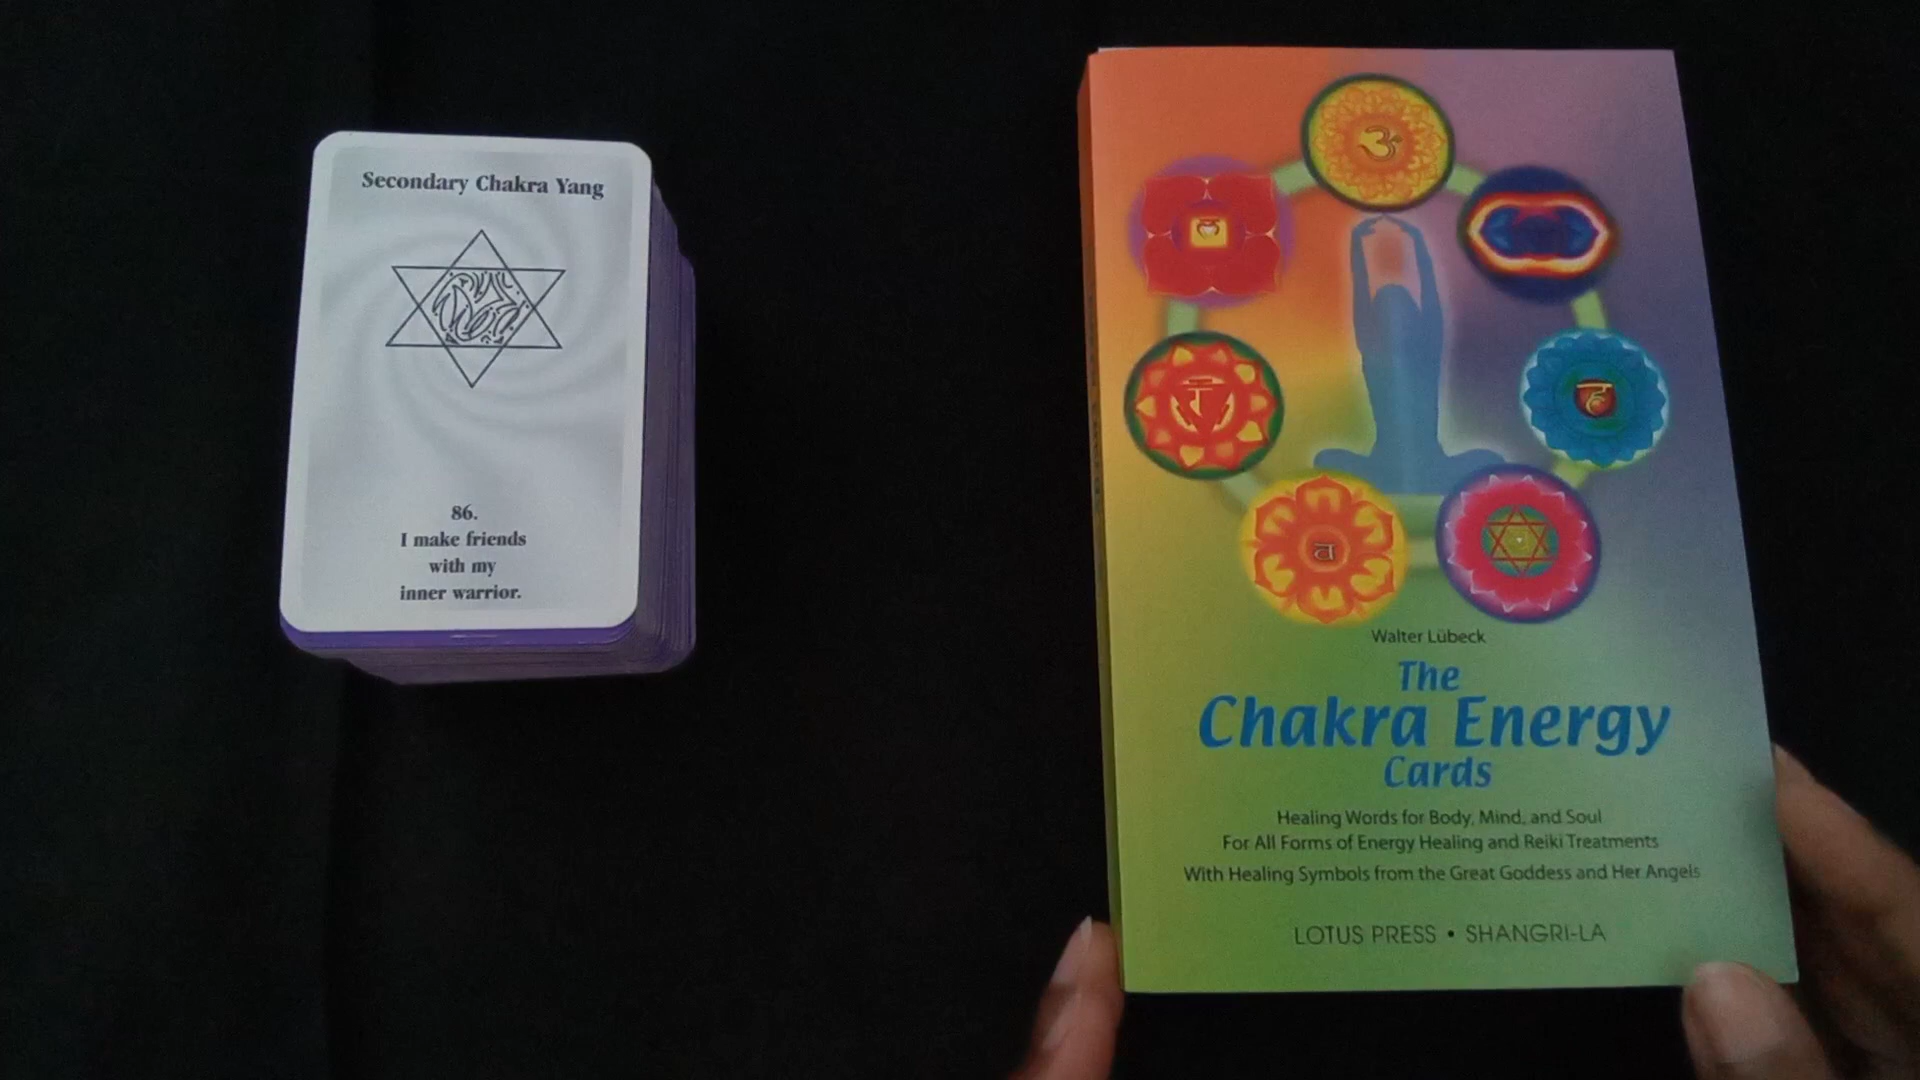 Secondary Chakra Yang
86.
I make friends
with my
inner warrior.
Walter Lübeck
The
Chakra Energy
Cards
Healing Words for Body, Mind, and Soul
For All Forms of Energy Healing and Reiki Treatments
With Healing Symbols from the Great Goddess and Her Angels
LOTUS PRESS • SHANGRI-LA